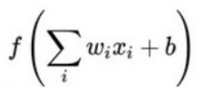 f(∑_i w_i x_i + b)